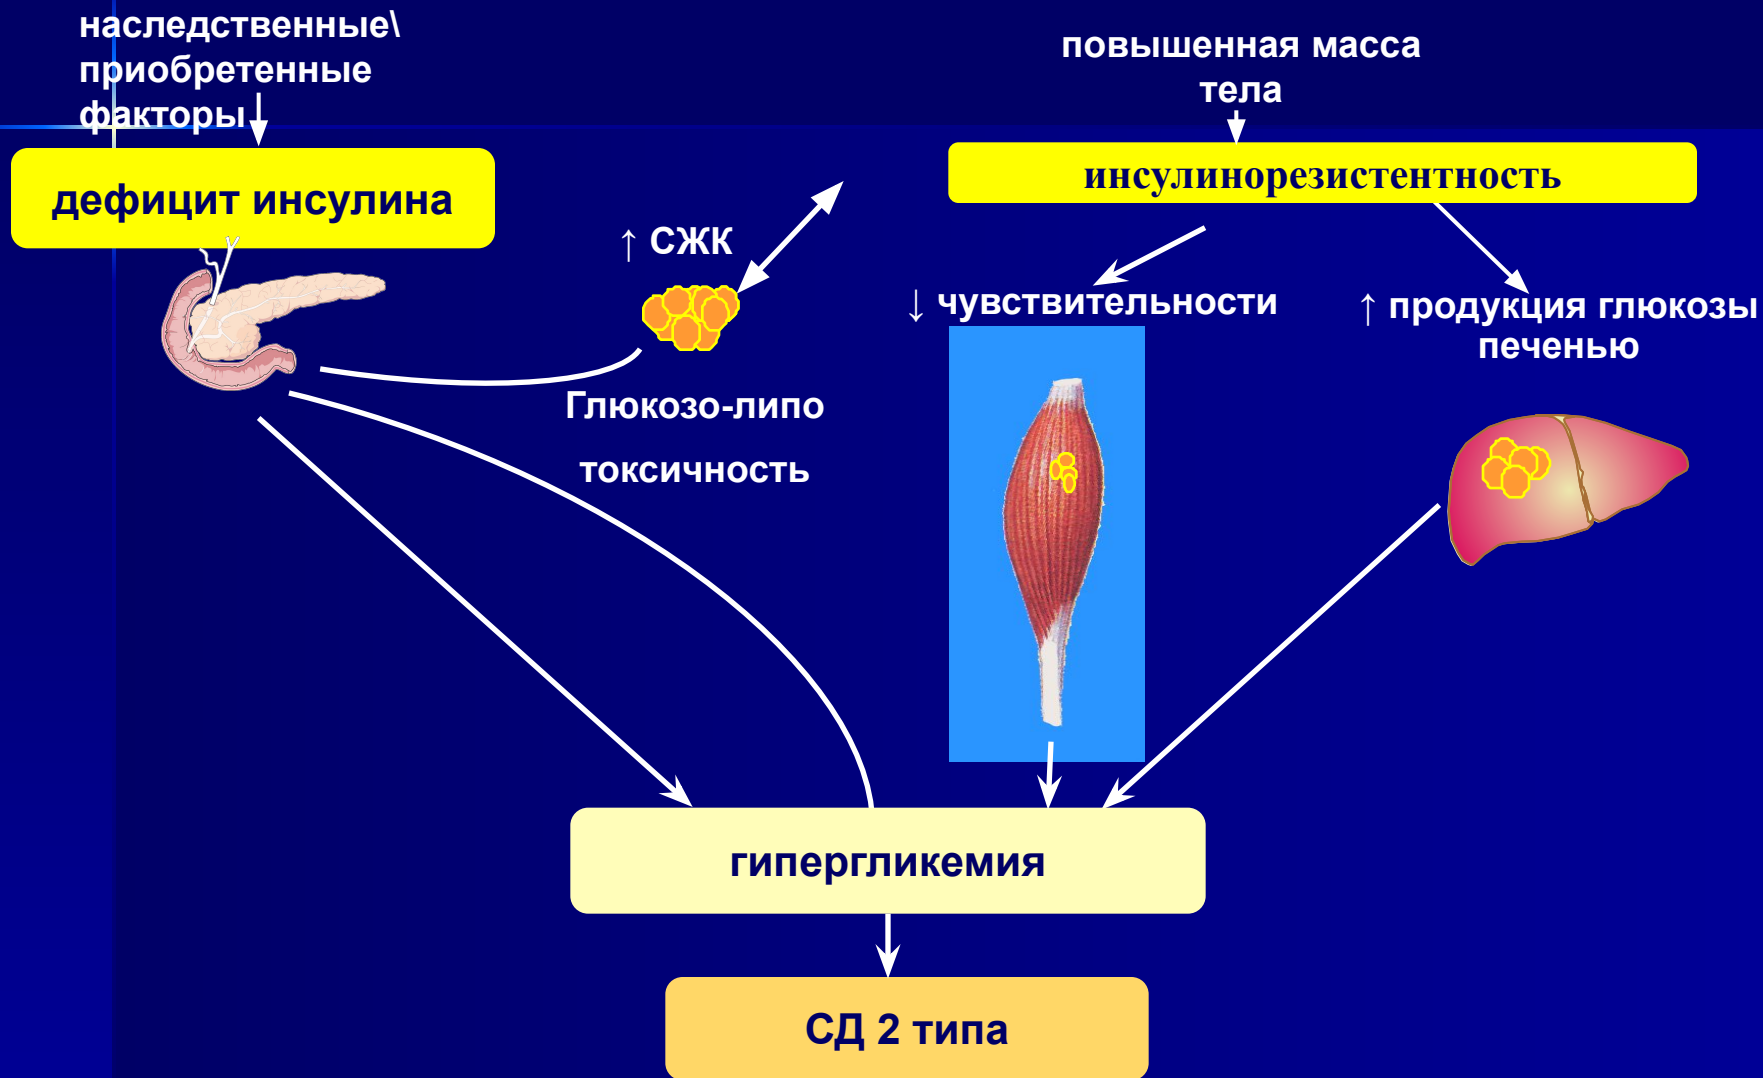 наследственные\
приобретенные
факторы
повышенная масса
тела
дефицит инсулина
инсулинорезистентность
↑ СЖК
↓ чувствительности
↑ продукция глюкозы
печенью
Глюкозо-липо
токсичность
гипергликемия
СД 2 типа